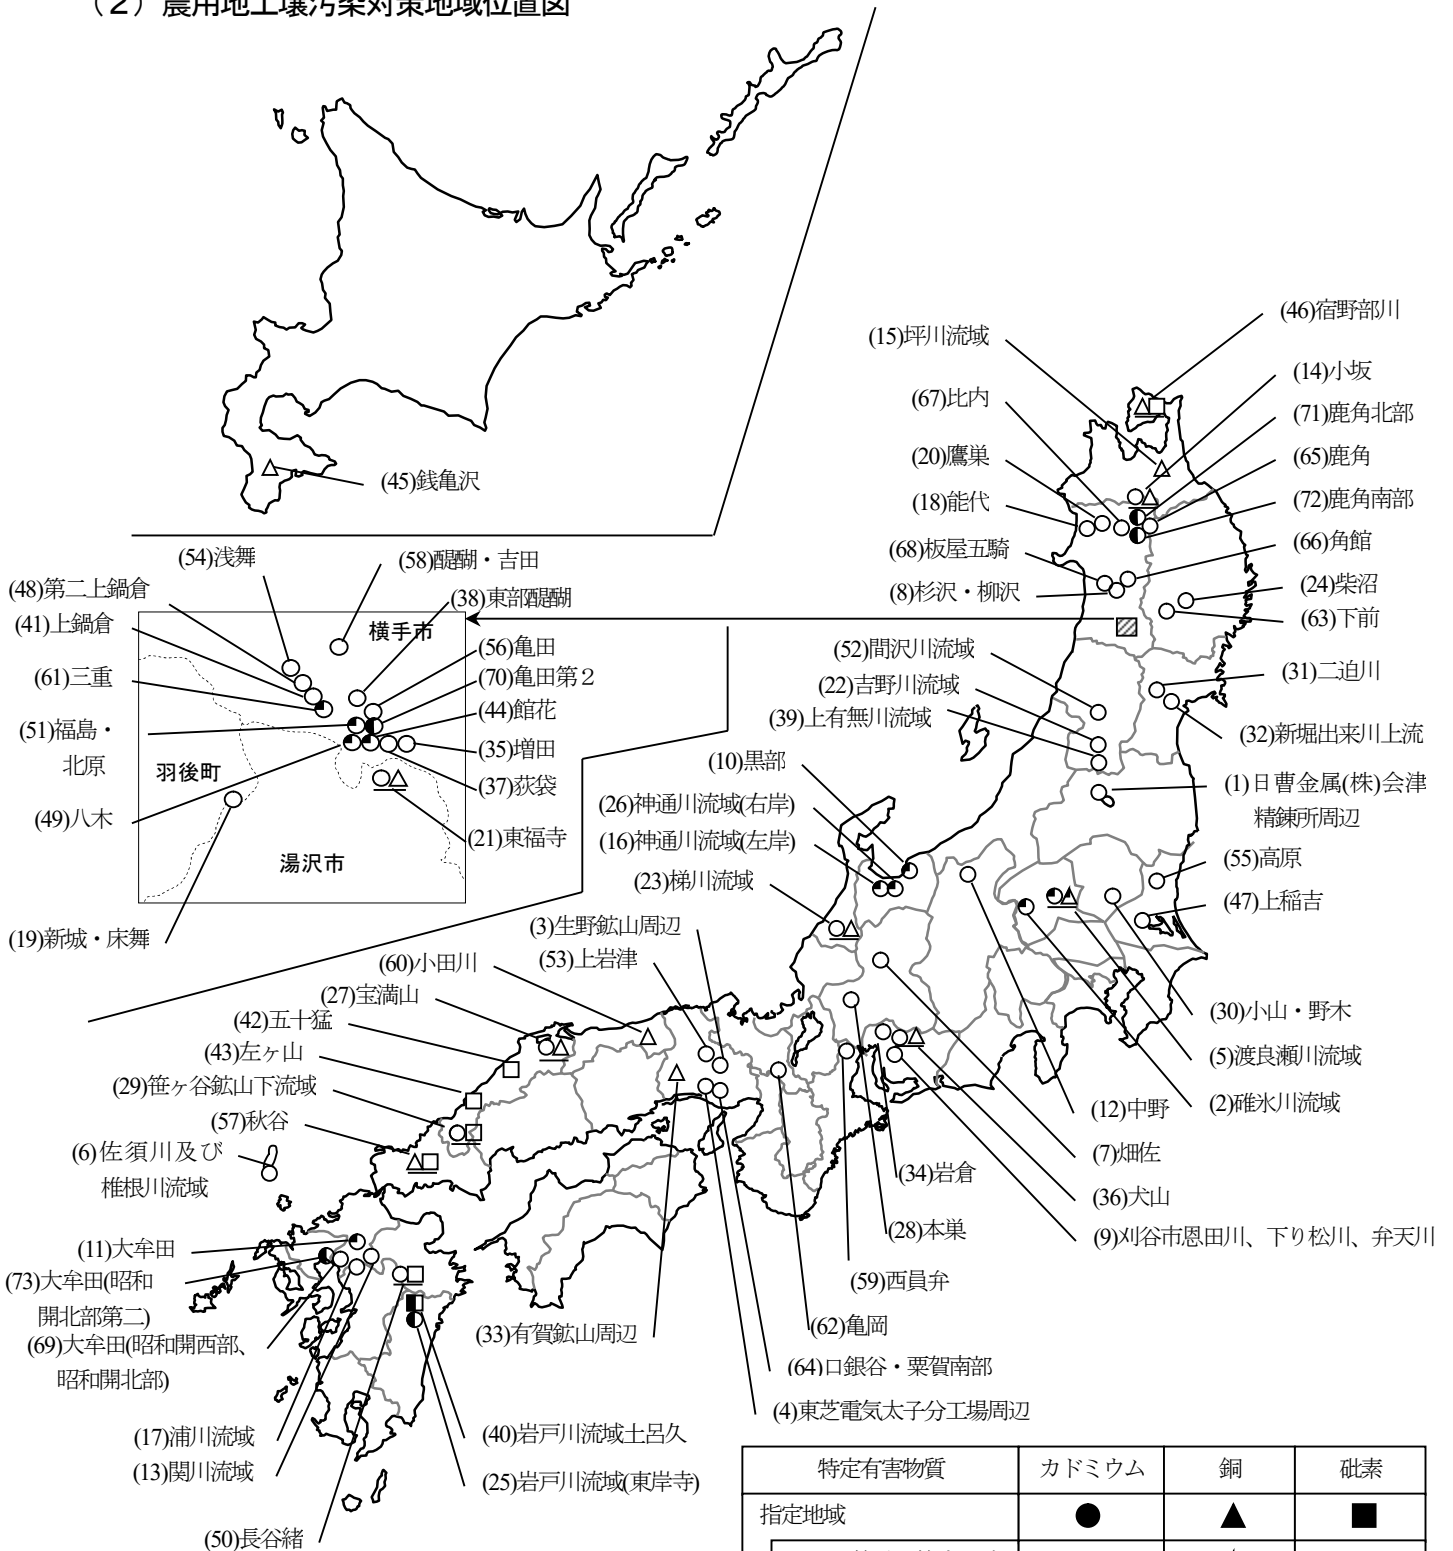 （２）農用地土壌汚染対策地域位置図
(46)宿野部川
(15)坪川流域
(14)小坂
(67)比内
(71)鹿角北部
(20)鷹巣
(65)鹿角
(45)銭亀沢
(18)能代
(72)鹿角南部
(54)浅舞
(58)醍醐・吉田
(68)板屋五騎
(66)角館
(48)第二上鍋倉
(38)東部醍醐
(8)杉沢・柳沢
(24)柴沼
(41)上鍋倉
横手市
(63)下前
(56)亀田
(52)間沢川流域
(61)三重
(70)亀田第２
(22)吉野川流域
(31)二迫川
(44)館花
(39)上有無川流域
(51)福島・
北原
(35)増田
(32)新堀出来川上流
羽後町
(37)荻袋
(10)黒部
(1)日曹金属(株)会津
精錬所周辺
(49)八木
(26)神通川流域(右岸)
(21)東福寺
(16)神通川流域(左岸)
湯沢市
(55)高原
(23)梯川流域
(47)上稲吉
(19)新城・床舞
(3)生野鉱山周辺
(53)上岩津
(60)小田川
(27)宝満山
(30)小山・野木
(42)五十猛
(43)左ヶ山
(5)渡良瀬川流域
(29)笹ヶ谷鉱山下流域
(2)碓氷川流域
(57)秋谷
(12)中野
(6)佐須川及び
椎根川流域
(7)畑佐
(34)岩倉
(36)犬山
(28)本巣
(9)刈谷市恩田川、下り松川、弁天川
(11)大牟田
(73)大牟田(昭和
開北部第二)
(59)西員弁
(69)大牟田(昭和開西部、
昭和開北部)
(33)有賀鉱山周辺
(62)亀岡
(64)口銀谷・粟賀南部
(4)東芝電気太子分工場周辺
(17)浦川流域
(40)岩戸川流域土呂久
(13)関川流域
(25)岩戸川流域(東岸寺)
(50)長谷緒
特定有害物質 カドミウム 銅 砒素
指定地域 ● ▲ ■